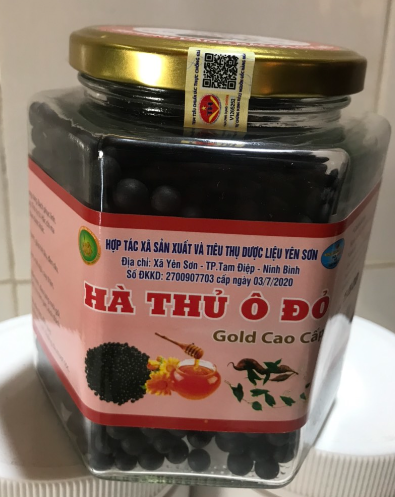 HỢP TÁC XÃ SẢN XUẤT VÀ TIÊU THỤ DƯỢC LIỆU YÊN SƠN
Địa chỉ: Xã Yên Sơn - TP.Tam Điệp - Ninh Bình
Số ĐKKD: 2700907703 cấp ngày 03/7/2020
HÀ THỦ Ô ĐỎ
Gold Cao Cấp